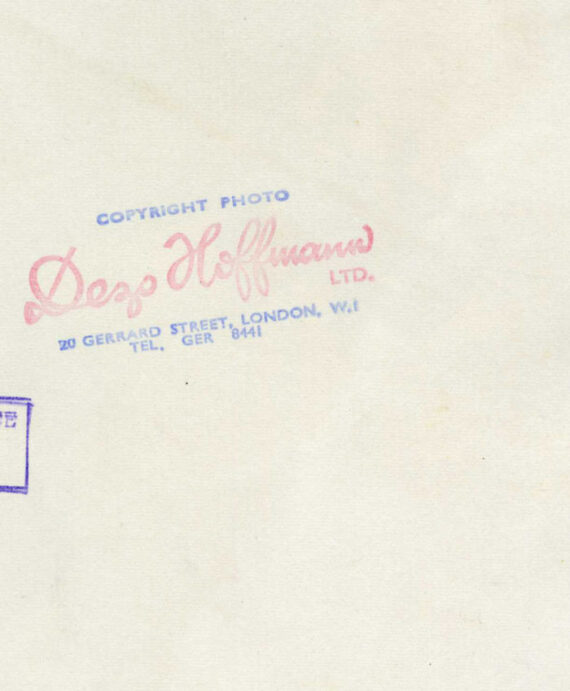 COPYRIGHT PHOTO
Dezo Hoffmann
LTD.
20 GERRARD STREET, LONDON, W.1
TEL. GER 8441